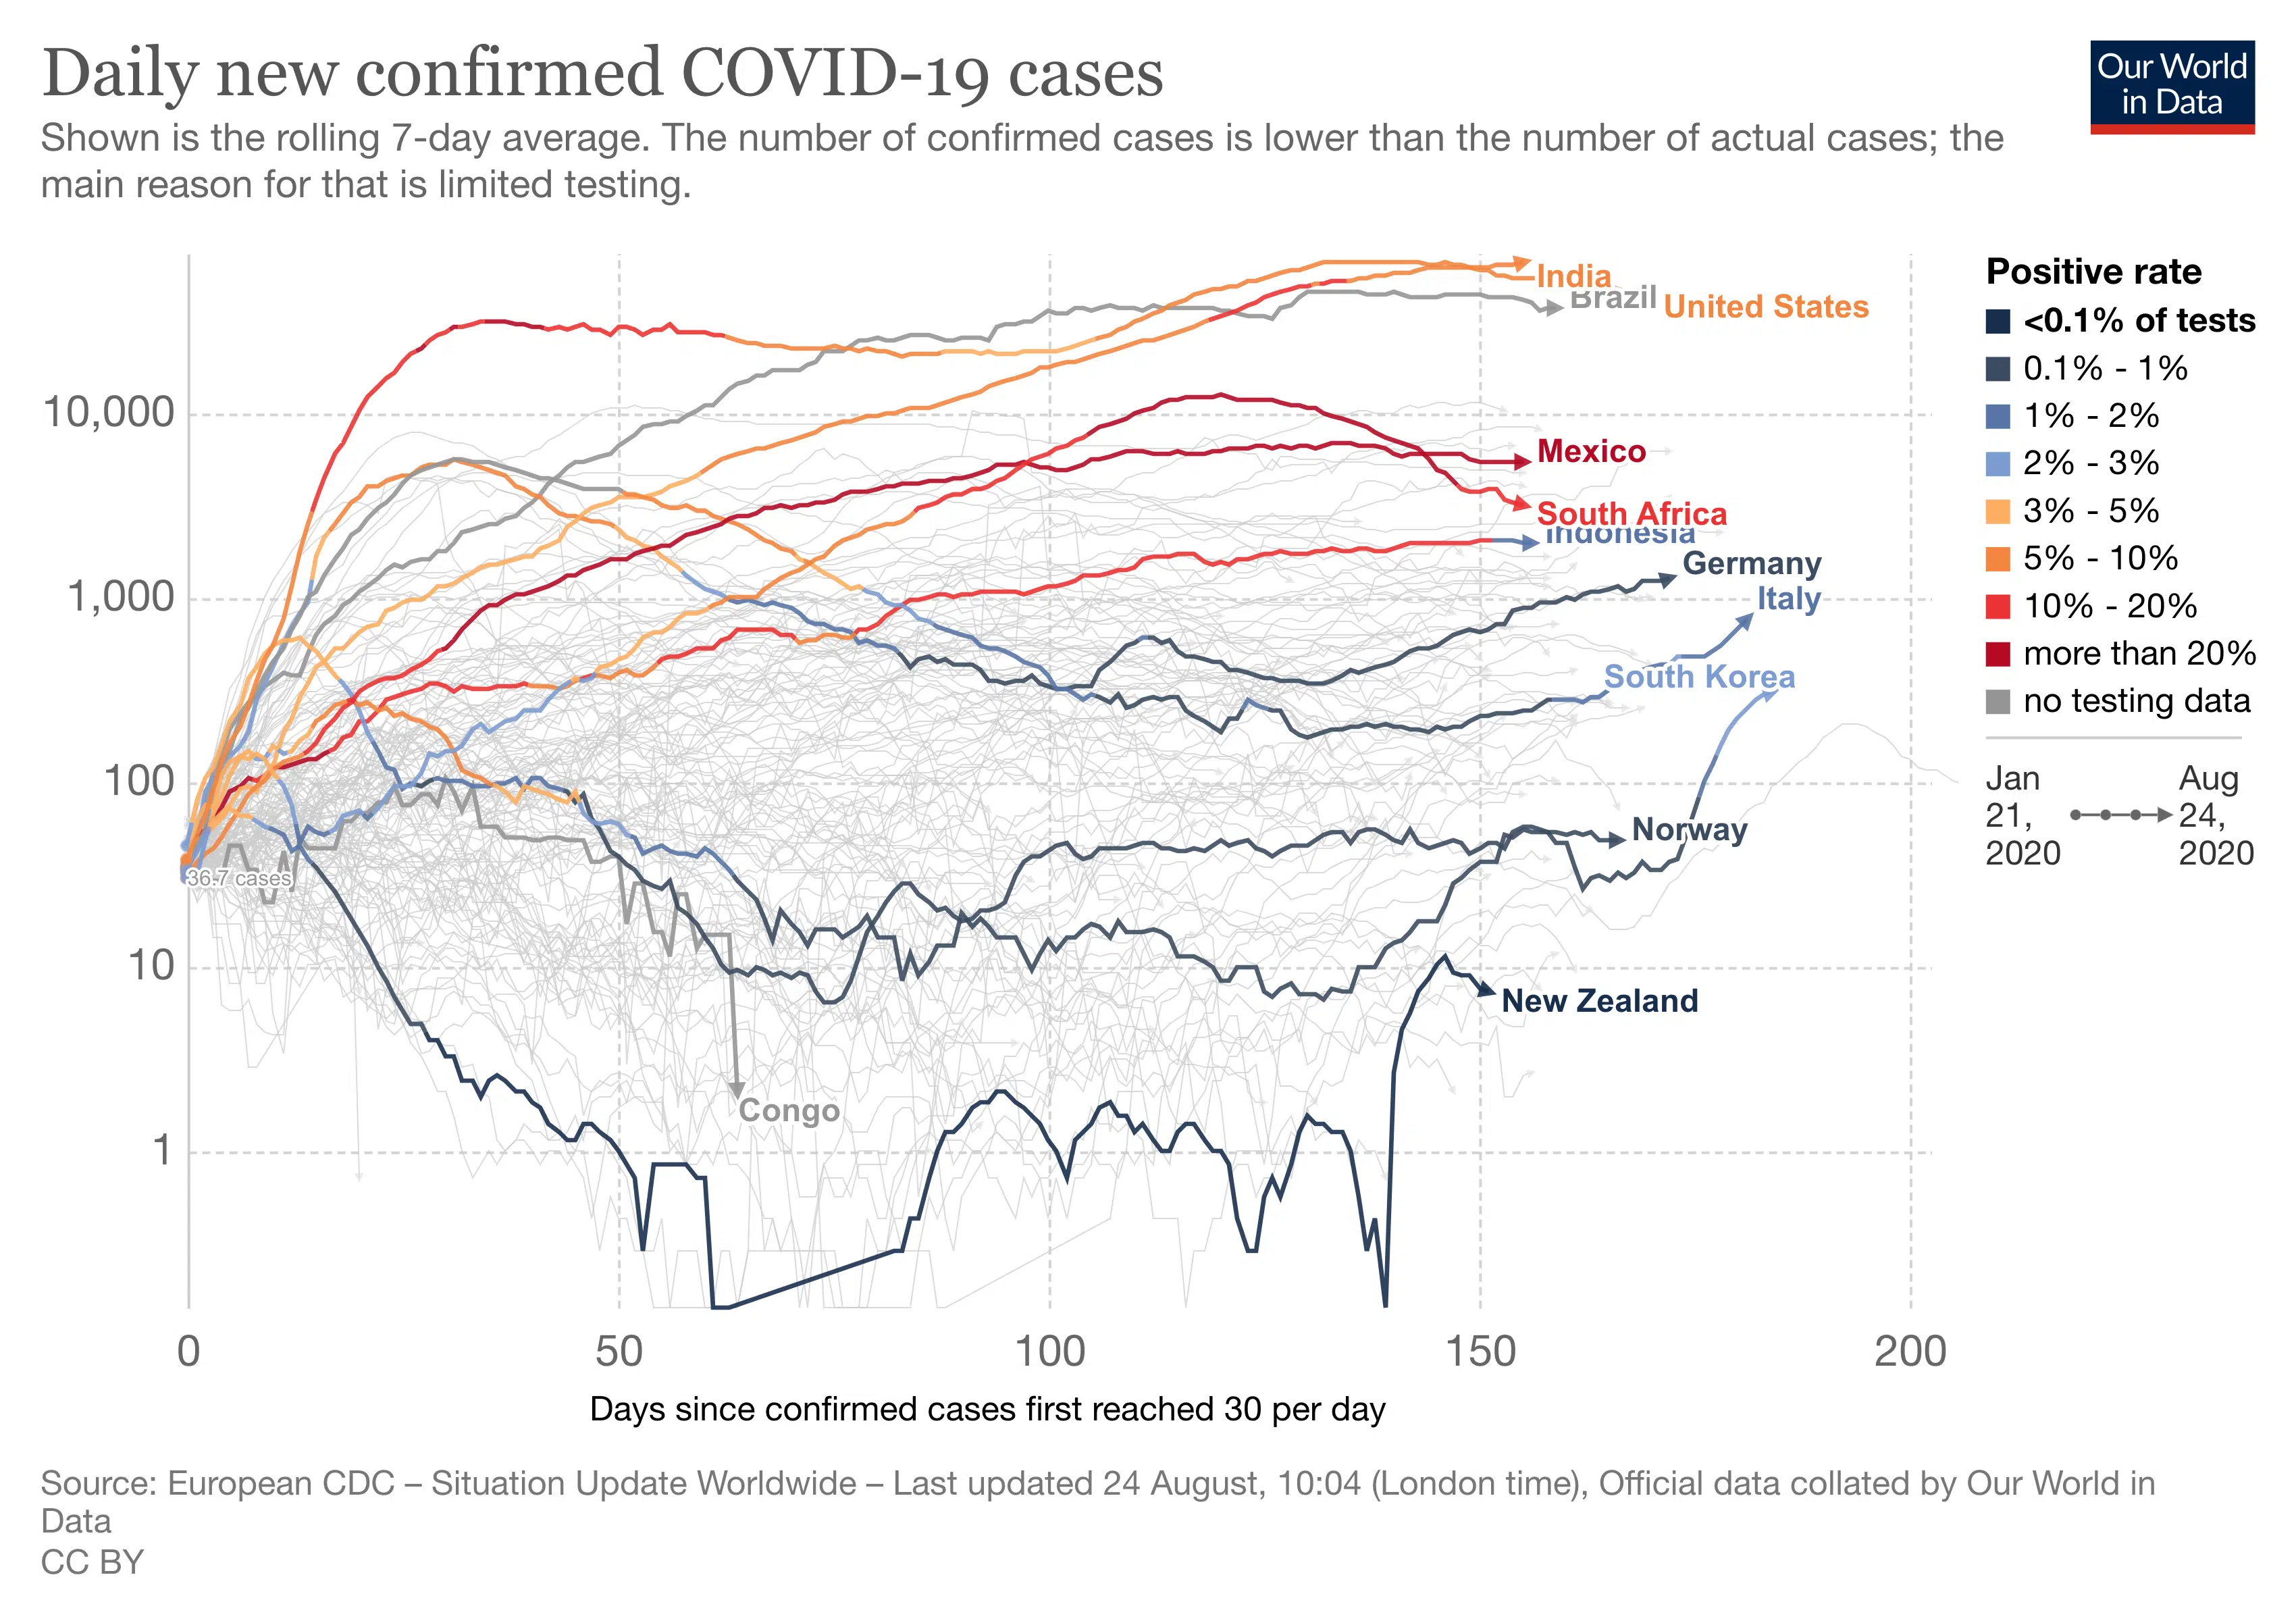 Daily new confirmed COVID-19 cases
Our World
in Data
Shown is the rolling 7-day average. The number of confirmed cases is lower than the number of actual cases; the
main reason for that is limited testing.
Positive rate
<0.1% of tests
0.1% - 1%
1% - 2%
2% - 3%
3% - 5%
5% - 10%
10% - 20%
more than 20%
no testing data
Jan
21,
2020
Aug
24,
2020
India
Brazil
United States
Mexico
South Africa
Indonesia
Germany
Italy
South Korea
Norway
New Zealand
Congo
36.7 cases
10,000
1,000
100
10
1
0
50
100
150
200
Days since confirmed cases first reached 30 per day
Source: European CDC – Situation Update Worldwide – Last updated 24 August, 10:04 (London time), Official data collated by Our World in
Data
CC BY